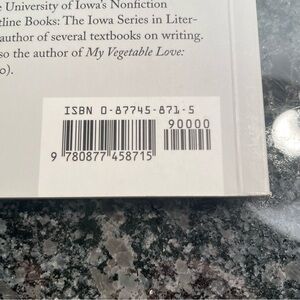 e University of Iowa's Nonfiction
tline Books: The Iowa Series in Liter-
author of several textbooks on writing.
so the author of My Vegetable Love:
o).
ISBN 0-87745-871-5
90000
9 780877 458715